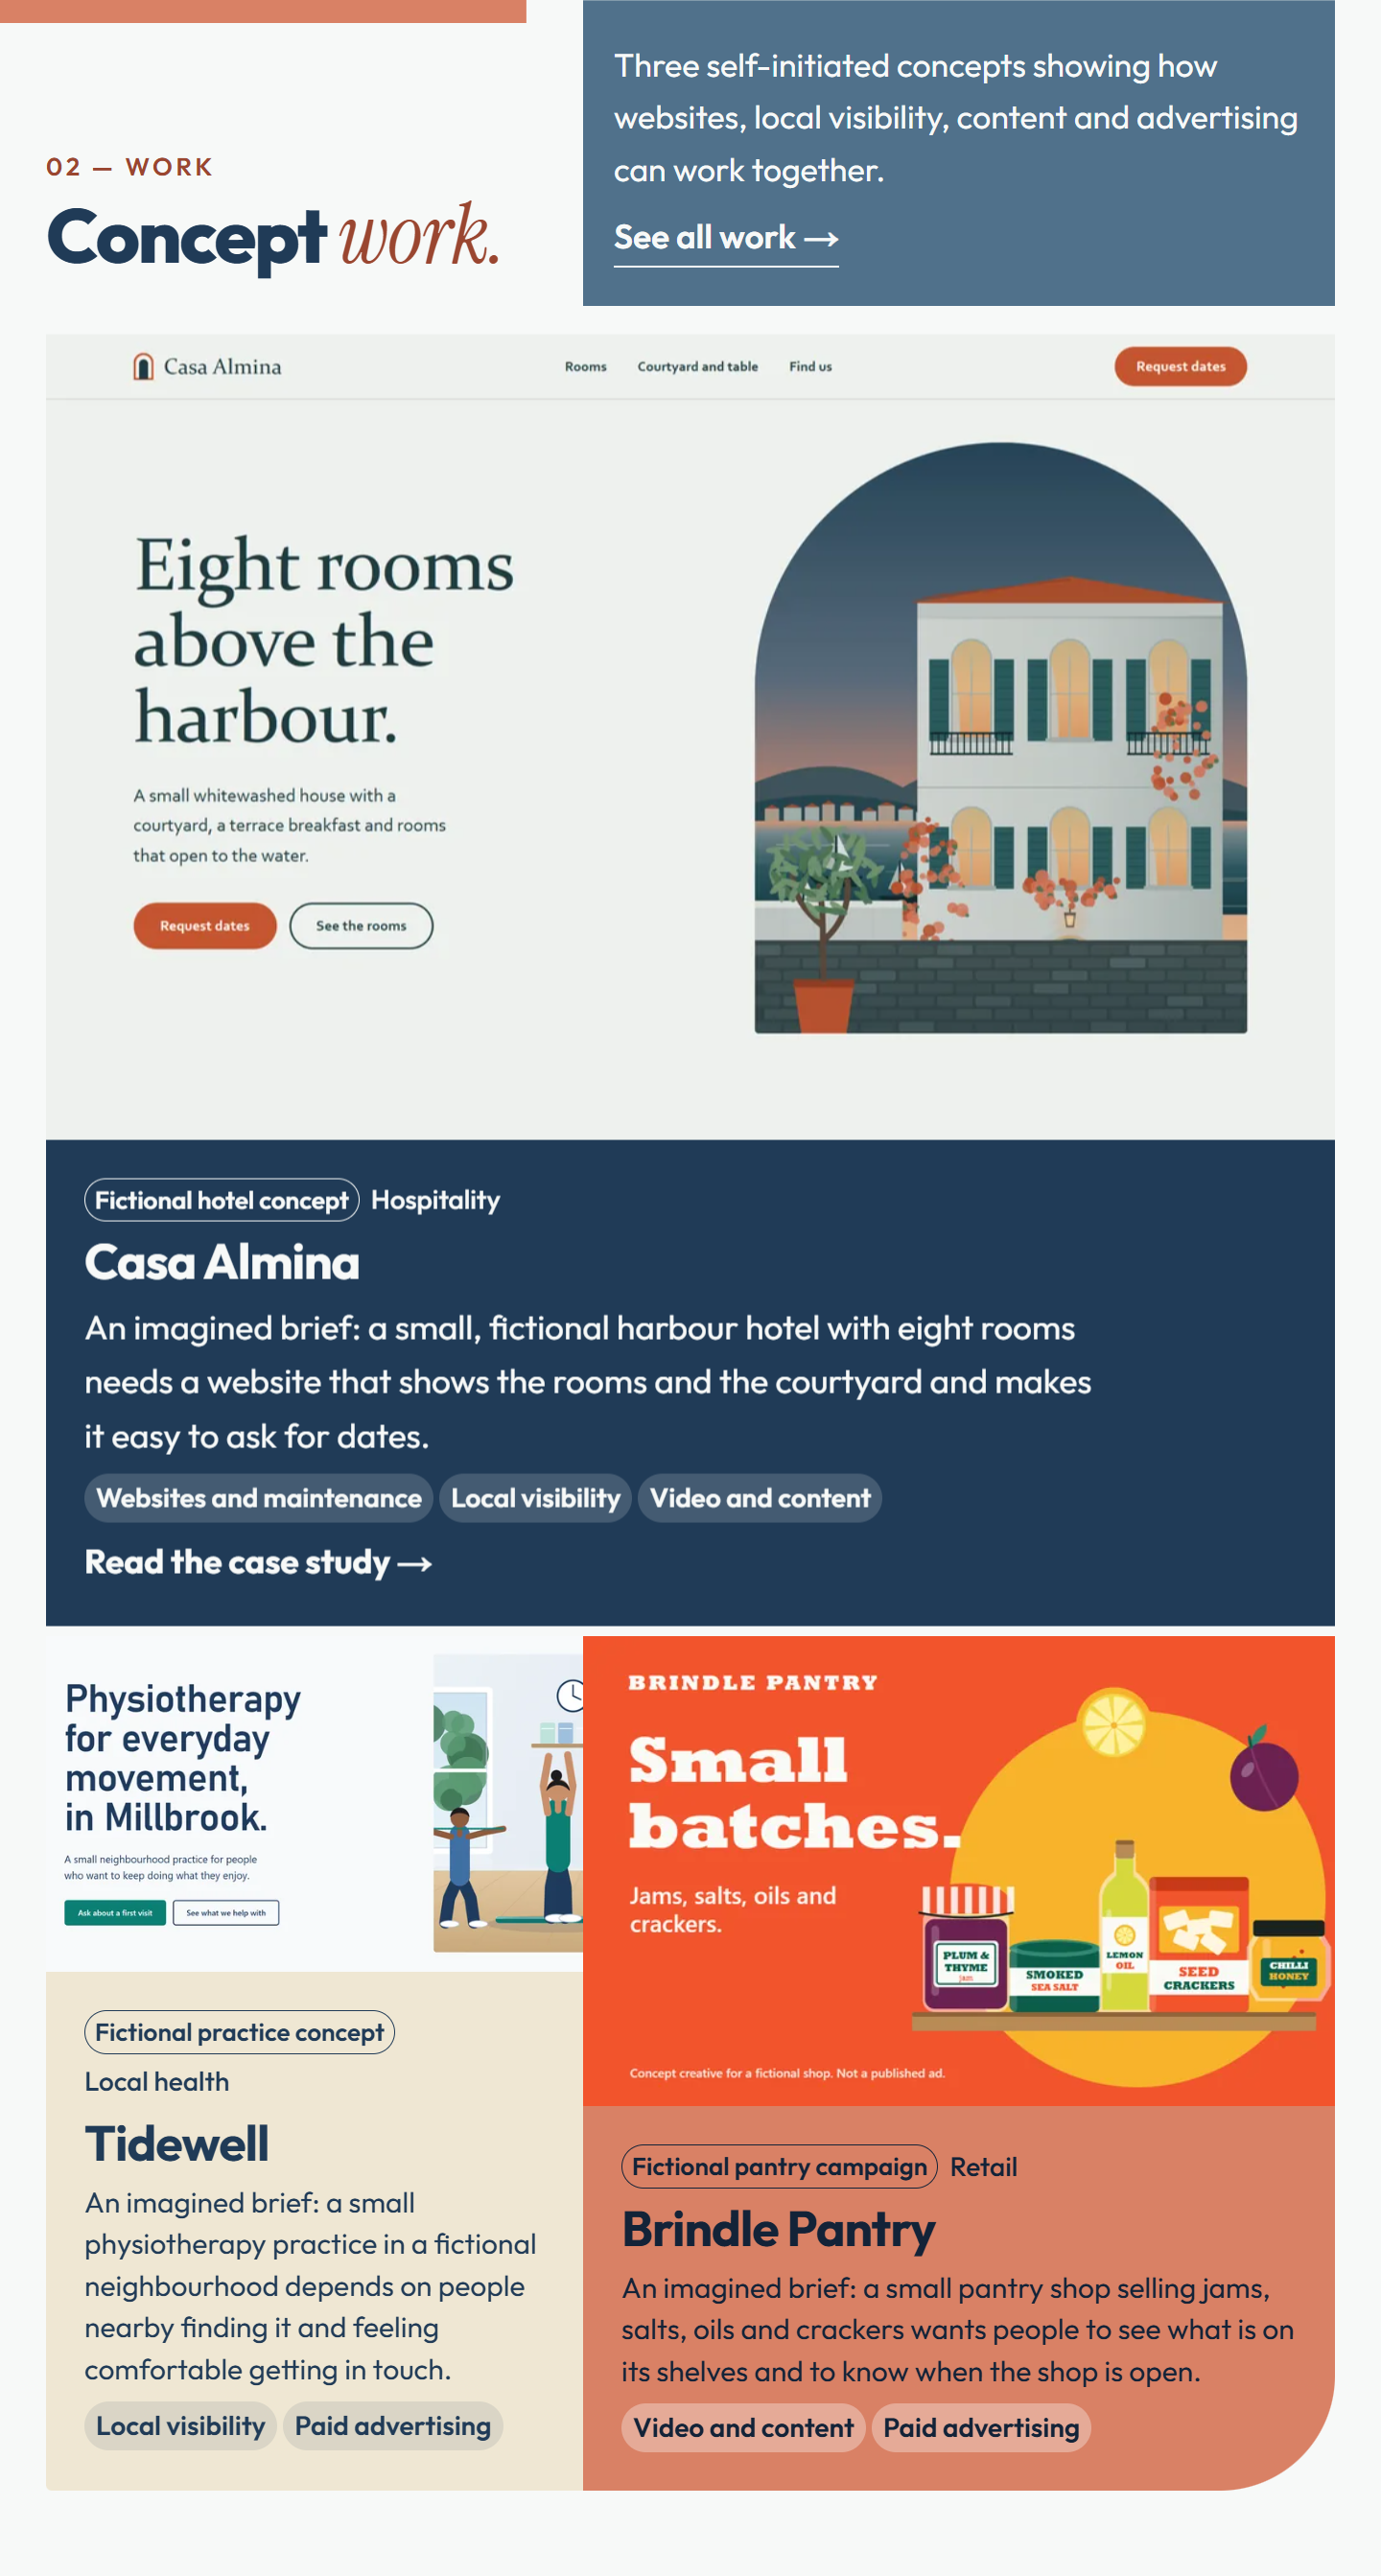 02 — WORK
Concept work.
Three self-initiated concepts showing how
websites, local visibility, content and advertising
can work together.
See all work →
Casa Almina
Rooms
Courtyard and table
Find us
Request dates
Eight rooms
above the
harbour.
A small whitewashed house with a
courtyard, a terrace breakfast and rooms
that open to the water.
Request dates
See the rooms
Fictional hotel concept
Hospitality
Casa Almina
An imagined brief: a small, fictional harbour hotel with eight rooms
needs a website that shows the rooms and the courtyard and makes
it easy to ask for dates.
Websites and maintenance
Local visibility
Video and content
Read the case study →
Physiotherapy
for everyday
movement,
in Millbrook.
A small neighbourhood practice for people
who want to keep doing what they enjoy.
Ask about a first visit
See what we help with
Fictional practice concept
Local health
Tidewell
An imagined brief: a small
physiotherapy practice in a fictional
neighbourhood depends on people
nearby finding it and feeling
comfortable getting in touch.
Local visibility
Paid advertising
BRINDLE PANTRY
Small
batches.
Jams, salts, oils and
crackers.
PLUM &
THYME
jam
SMOKED
SEA SALT
LEMON
OIL
SEED
CRACKERS
CHILLI
HONEY
Concept creative for a fictional shop. Not a published ad.
Fictional pantry campaign
Retail
Brindle Pantry
An imagined brief: a small pantry shop selling jams,
salts, oils and crackers wants people to see what is on
its shelves and to know when the shop is open.
Video and content
Paid advertising